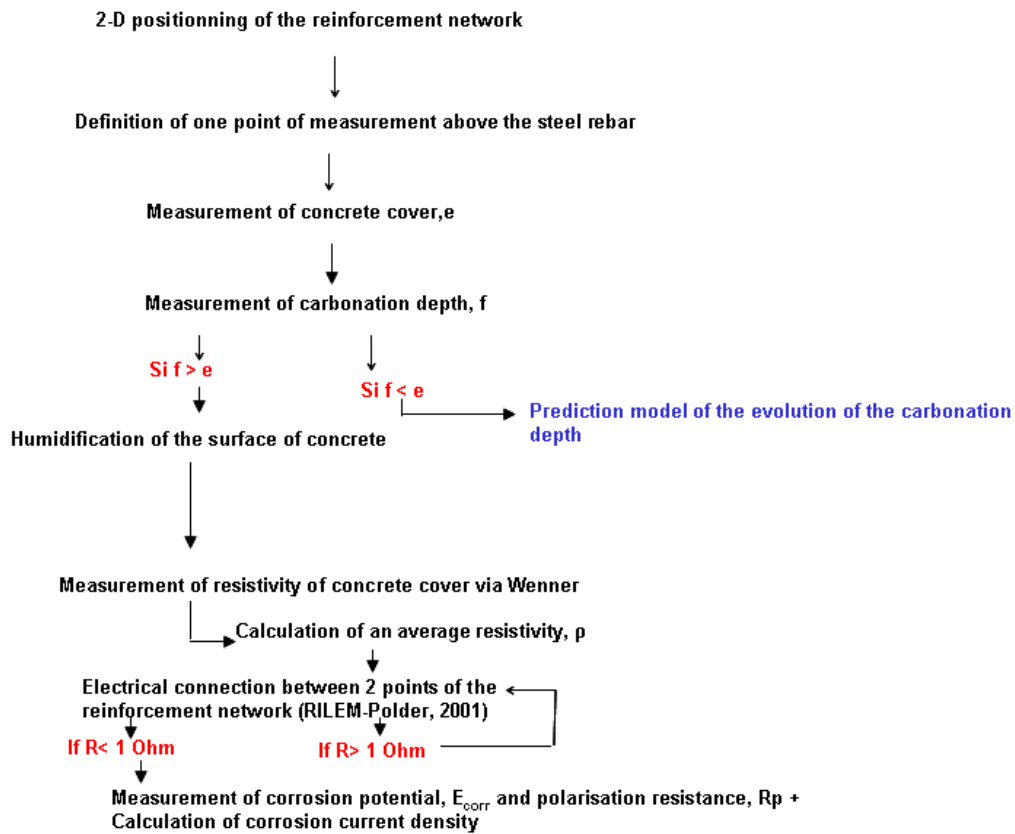 2-D positionning of the reinforcement network
Definition of one point of measurement above the steel rebar
Measurement of concrete cover,e
Measurement of carbonation depth, f
Si f > e
Si f < e
Prediction model of the evolution of the carbonation
depth
Humidification of the surface of concrete
Measurement of resistivity of concrete cover via Wenner
Calculation of an average resistivity, ρ
Electrical connection between 2 points of the
reinforcement network (RILEM-Polder, 2001)
If R< 1 Ohm
If R> 1 Ohm
Measurement of corrosion potential, Ecorr and polarisation resistance, Rp +
Calculation of corrosion current density